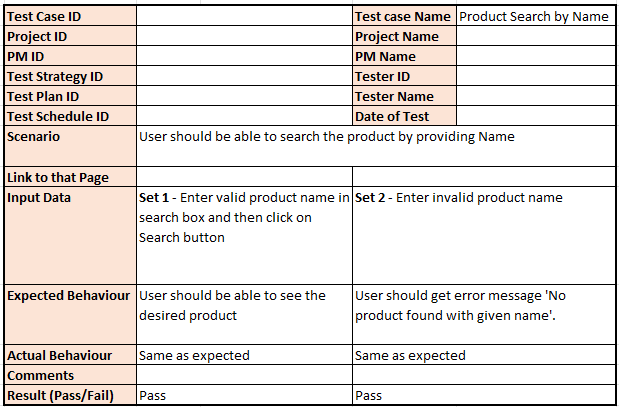 Test Case ID Test case Name Product Search by Name
Project ID Project Name
PM ID PM Name
Test Strategy ID Tester ID
Test Plan ID Tester Name
Test Schedule ID Date of Test
Scenario User should be able to search the product by providing Name
Link to that Page
Input Data Set 1 - Enter valid product name in Set 2 - Enter invalid product name
search box and then click on
Search button
Expected Behaviour User should be able to see the User should get error message 'No
desired product product found with given name'.
Actual Behaviour Same as expected Same as expected
Comments
Result (Pass/Fail) Pass Pass